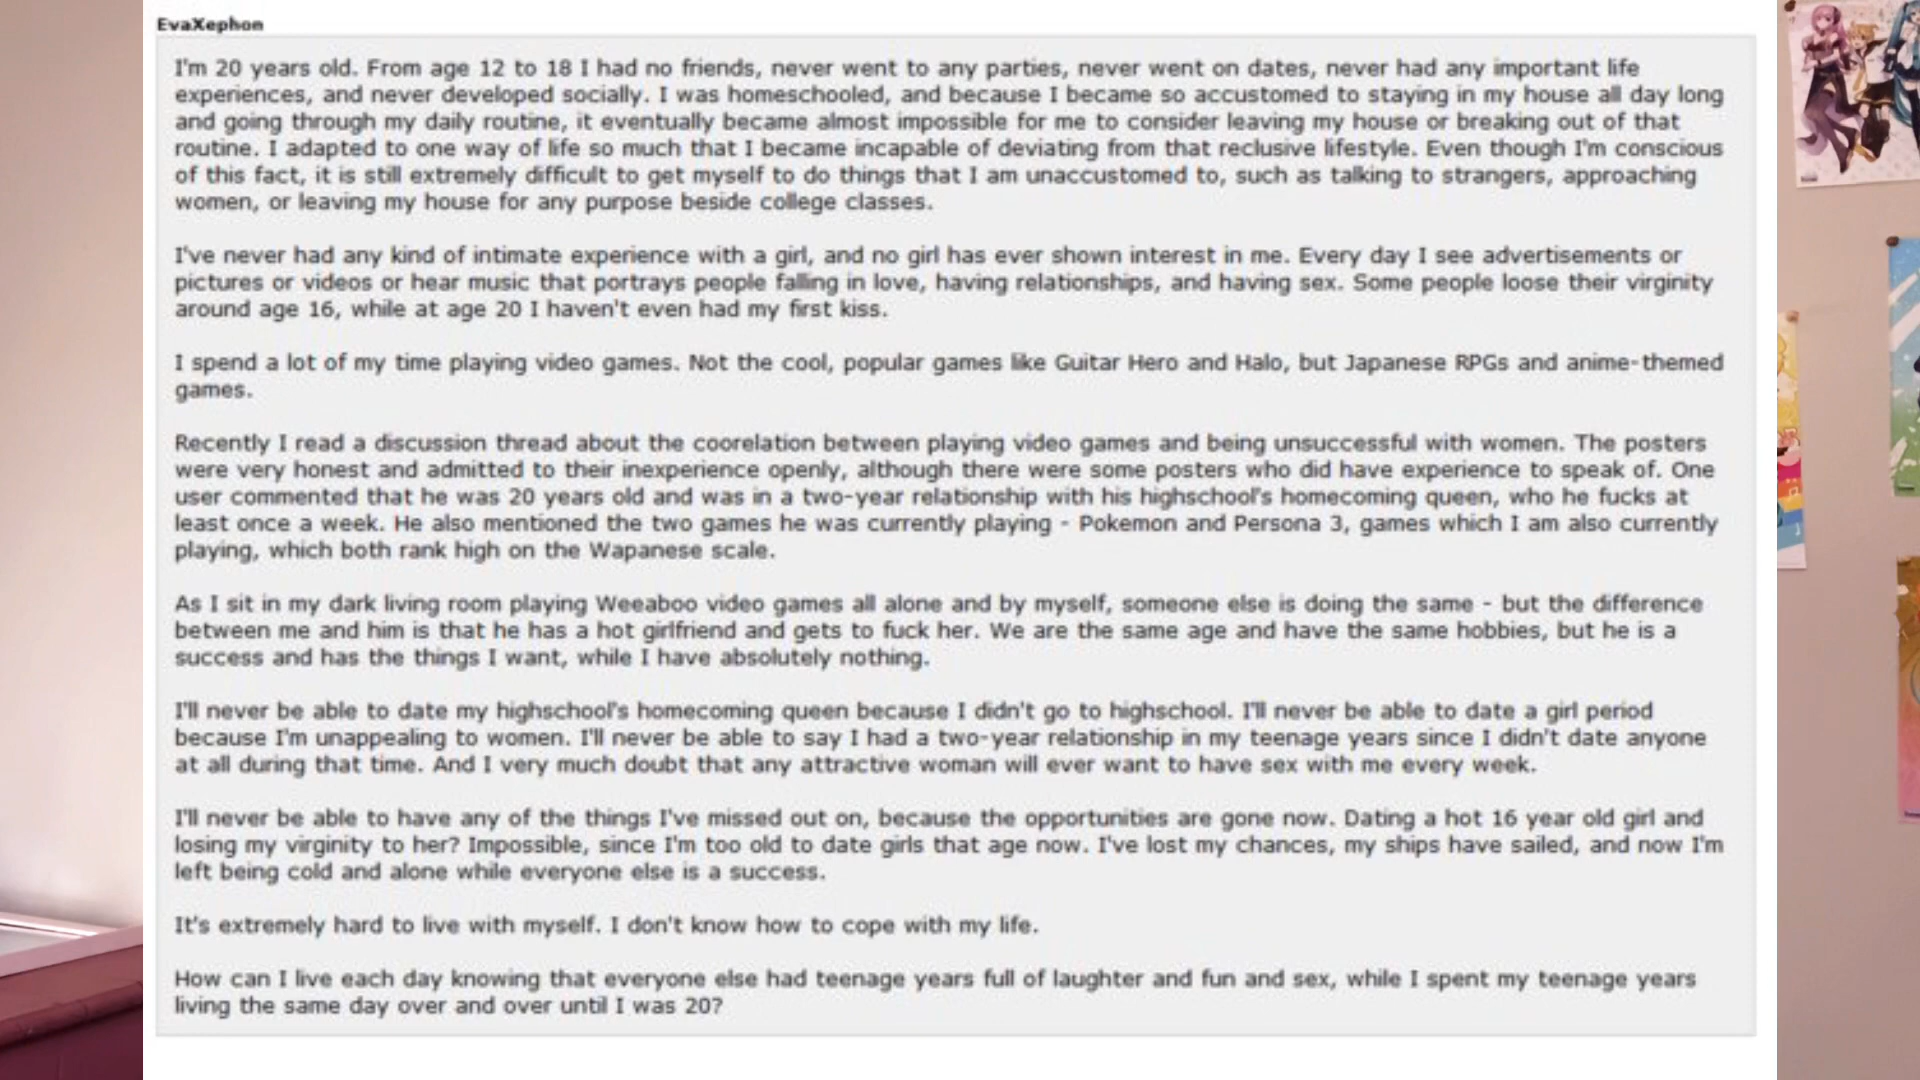 EvaXephon
I'm 20 years old. From age 12 to 18 I had no friends, never went to any parties, never went on dates, never had any important life
experiences, and never developed socially. I was homeschooled, and because I became so accustomed to staying in my house all day long
and going through my daily routine, it eventually became almost impossible for me to consider leaving my house or breaking out of that
routine. I adapted to one way of life so much that I became incapable of deviating from that reclusive lifestyle. Even though I'm conscious
of this fact, it is still extremely difficult to get myself to do things that I am unaccustomed to, such as talking to strangers, approaching
women, or leaving my house for any purpose beside college classes.
I've never had any kind of intimate experience with a girl, and no girl has ever shown interest in me. Every day I see advertisements or
pictures or videos or hear music that portrays people falling in love, having relationships, and having sex. Some people loose their virginity
around age 16, while at age 20 I haven't even had my first kiss.
I spend a lot of my time playing video games. Not the cool, popular games like Guitar Hero and Halo, but Japanese RPGs and anime-themed
games.
Recently I read a discussion thread about the coorelation between playing video games and being unsuccessful with women. The posters
were very honest and admitted to their inexperience openly, although there were some posters who did have experience to speak of. One
user commented that he was 20 years old and was in a two-year relationship with his highschool's homecoming queen, who he fucks at
least once a week. He also mentioned the two games he was currently playing - Pokemon and Persona 3, games which I am also currently
playing, which both rank high on the Wapanese scale.
As I sit in my dark living room playing Weeaboo video games all alone and by myself, someone else is doing the same - but the difference
between me and him is that he has a hot girlfriend and gets to fuck her. We are the same age and have the same hobbies, but he is a
success and has the things I want, while I have absolutely nothing.
I'll never be able to date my highschool's homecoming queen because I didn't go to highschool. I'll never be able to date a girl period
because I'm unappealing to women. I'll never be able to say I had a two-year relationship in my teenage years since I didn't date anyone
at all during that time. And I very much doubt that any attractive woman will ever want to have sex with me every week.
I'll never be able to have any of the things I've missed out on, because the opportunities are gone now. Dating a hot 16 year old girl and
losing my virginity to her? Impossible, since I'm too old to date girls that age now. I've lost my chances, my ships have sailed, and now I'm
left being cold and alone while everyone else is a success.
It's extremely hard to live with myself. I don't know how to cope with my life.
How can I live each day knowing that everyone else had teenage years full of laughter and fun and sex, while I spent my teenage years
living the same day over and over until I was 20?